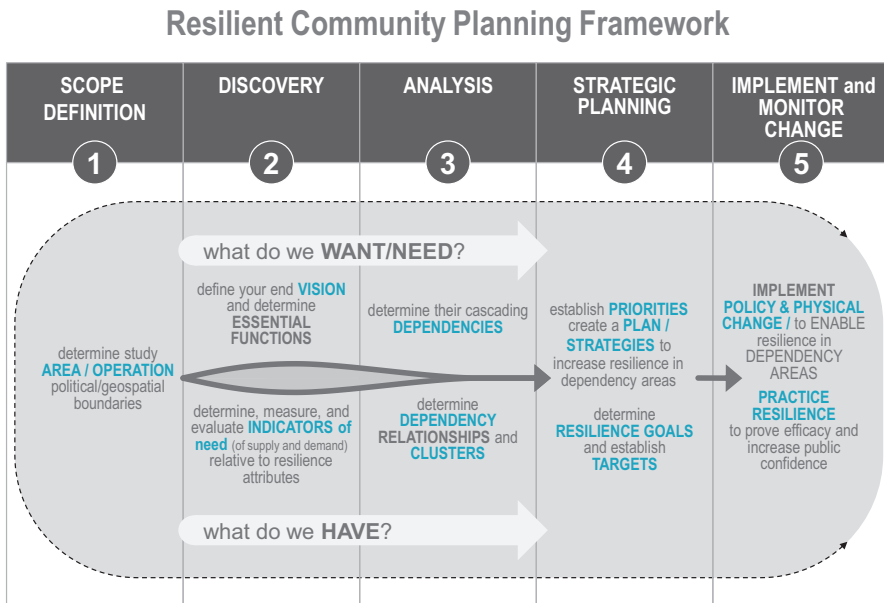 Resilient Community Planning Framework
SCOPE
DEFINITION
1
DISCOVERY
2
ANALYSIS
3
STRATEGIC
PLANNING
4
IMPLEMENT and
MONITOR
CHANGE
5
what do we WANT/NEED?
determine study
AREA / OPERATION
political/geospatial
boundaries
define your end VISION
and determine
ESSENTIAL
FUNCTIONS
determine, measure, and
evaluate INDICATORS of
need (of supply and demand)
relative to resilience
attributes
determine their cascading
DEPENDENCIES
determine
DEPENDENCY
RELATIONSHIPS and
CLUSTERS
establish PRIORITIES
create a PLAN /
STRATEGIES to
increase resilience in
dependency areas
determine
RESILIENCE GOALS
and establish
TARGETS
IMPLEMENT
POLICY & PHYSICAL
CHANGE / to ENABLE
resilience in
DEPENDENCY
AREAS
PRACTICE
RESILIENCE
to prove efficacy and
increase public
confidence
what do we HAVE?